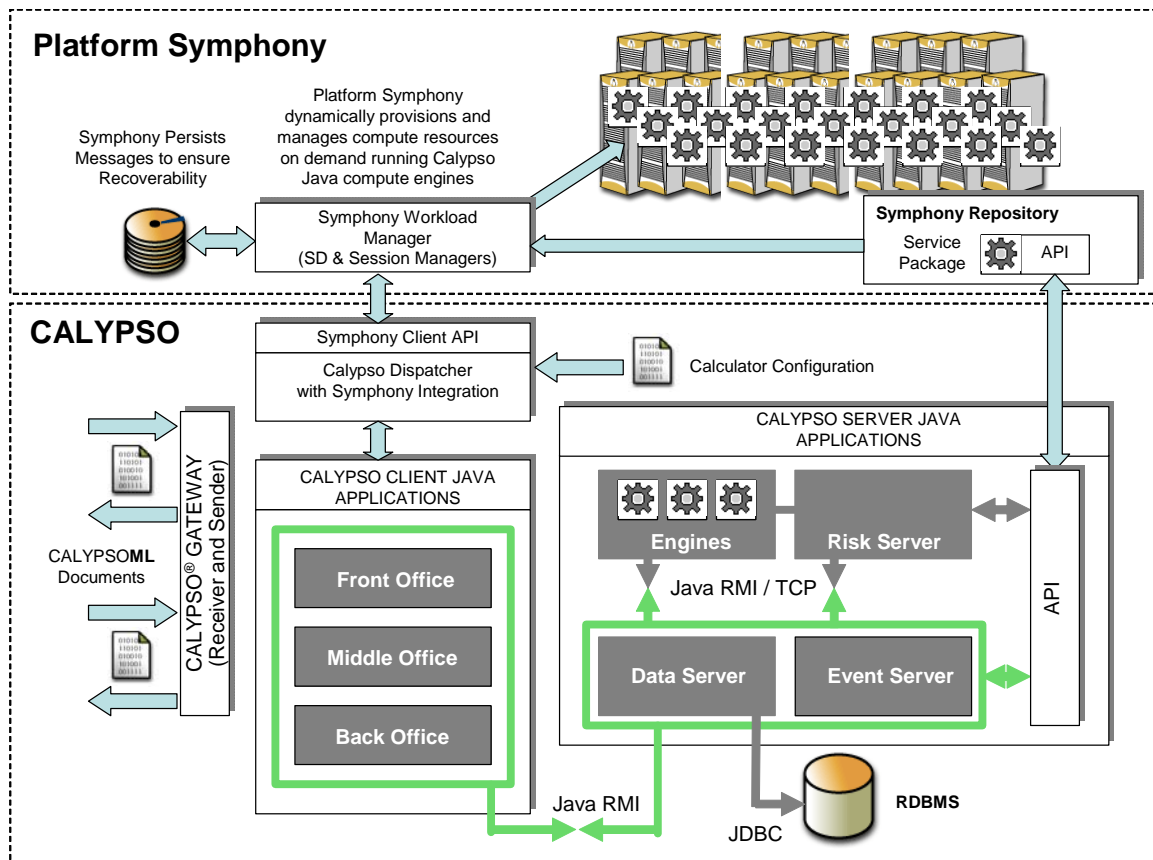 Platform Symphony
Symphony Persists
Messages to ensure
Recoverability
Platform Symphony
dynamically provisions and
manages compute resources
on demand running Calypso
Java compute engines
Symphony Workload
Manager
(SD & Session Managers)
Symphony Repository
Service
Package
API
CALYPSO
Symphony Client API
Calypso Dispatcher
with Symphony Integration
Calculator Configuration
CALYPSOML
Documents
CALYPSO® GATEWAY
(Receiver and Sender)
CALYPSO CLIENT JAVA
APPLICATIONS
Front Office
Middle Office
Back Office
CALYPSO SERVER JAVA
APPLICATIONS
Engines
Risk Server
Java RMI / TCP
Data Server
Event Server
API
Java RMI
JDBC
RDBMS